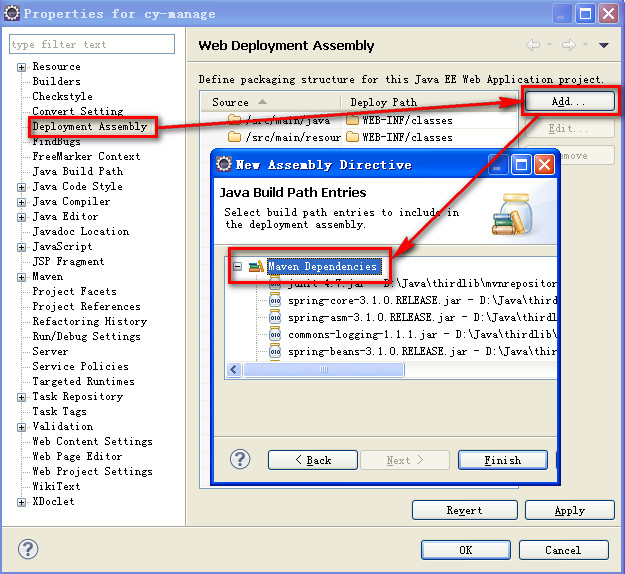 Properties for cy-manage
type filter text
Resource
Builders
Checkstyle
Convert Setting
Deployment Assembly
FindBugs
FreeMarker Context
Java Build Path
Java Code Style
Java Compiler
Java Editor
Javadoc Location
JavaScript
JSP Fragment
Maven
Project Facets
Project References
Refactoring History
Run/Debug Settings
Server
Service Policies
Targeted Runtimes
Task Repository
Task Tags
Validation
Web Content Settings
Web Page Editor
Web Project Settings
WikiText
XDoclet
Web Deployment Assembly
Define packaging structure for this Java EE Web Application project.
Source Deploy Path
/src/main/java WEB-INF/classes
/src/main/resour WEB-INF/classes
Add...
Edit...
emove
New Assembly Directive
Java Build Path Entries
Select build path entries to include in
the deployment assembly.
Maven Dependencies
junit-4.7.jar - D:\Java\thirdlib\mvnreposito
spring-core-3.1.0.RELEASE.jar - D:\Java\thir
spring-asm-3.1.0.RELEASE.jar - D:\Java\third
commons-logging-1.1.1.jar - D:\Java\thirdlib
spring-beans-3.1.0.RELEASE.jar - D:\Java\thi
< Back
Next >
Finish
Revert
Apply
OK
Cancel